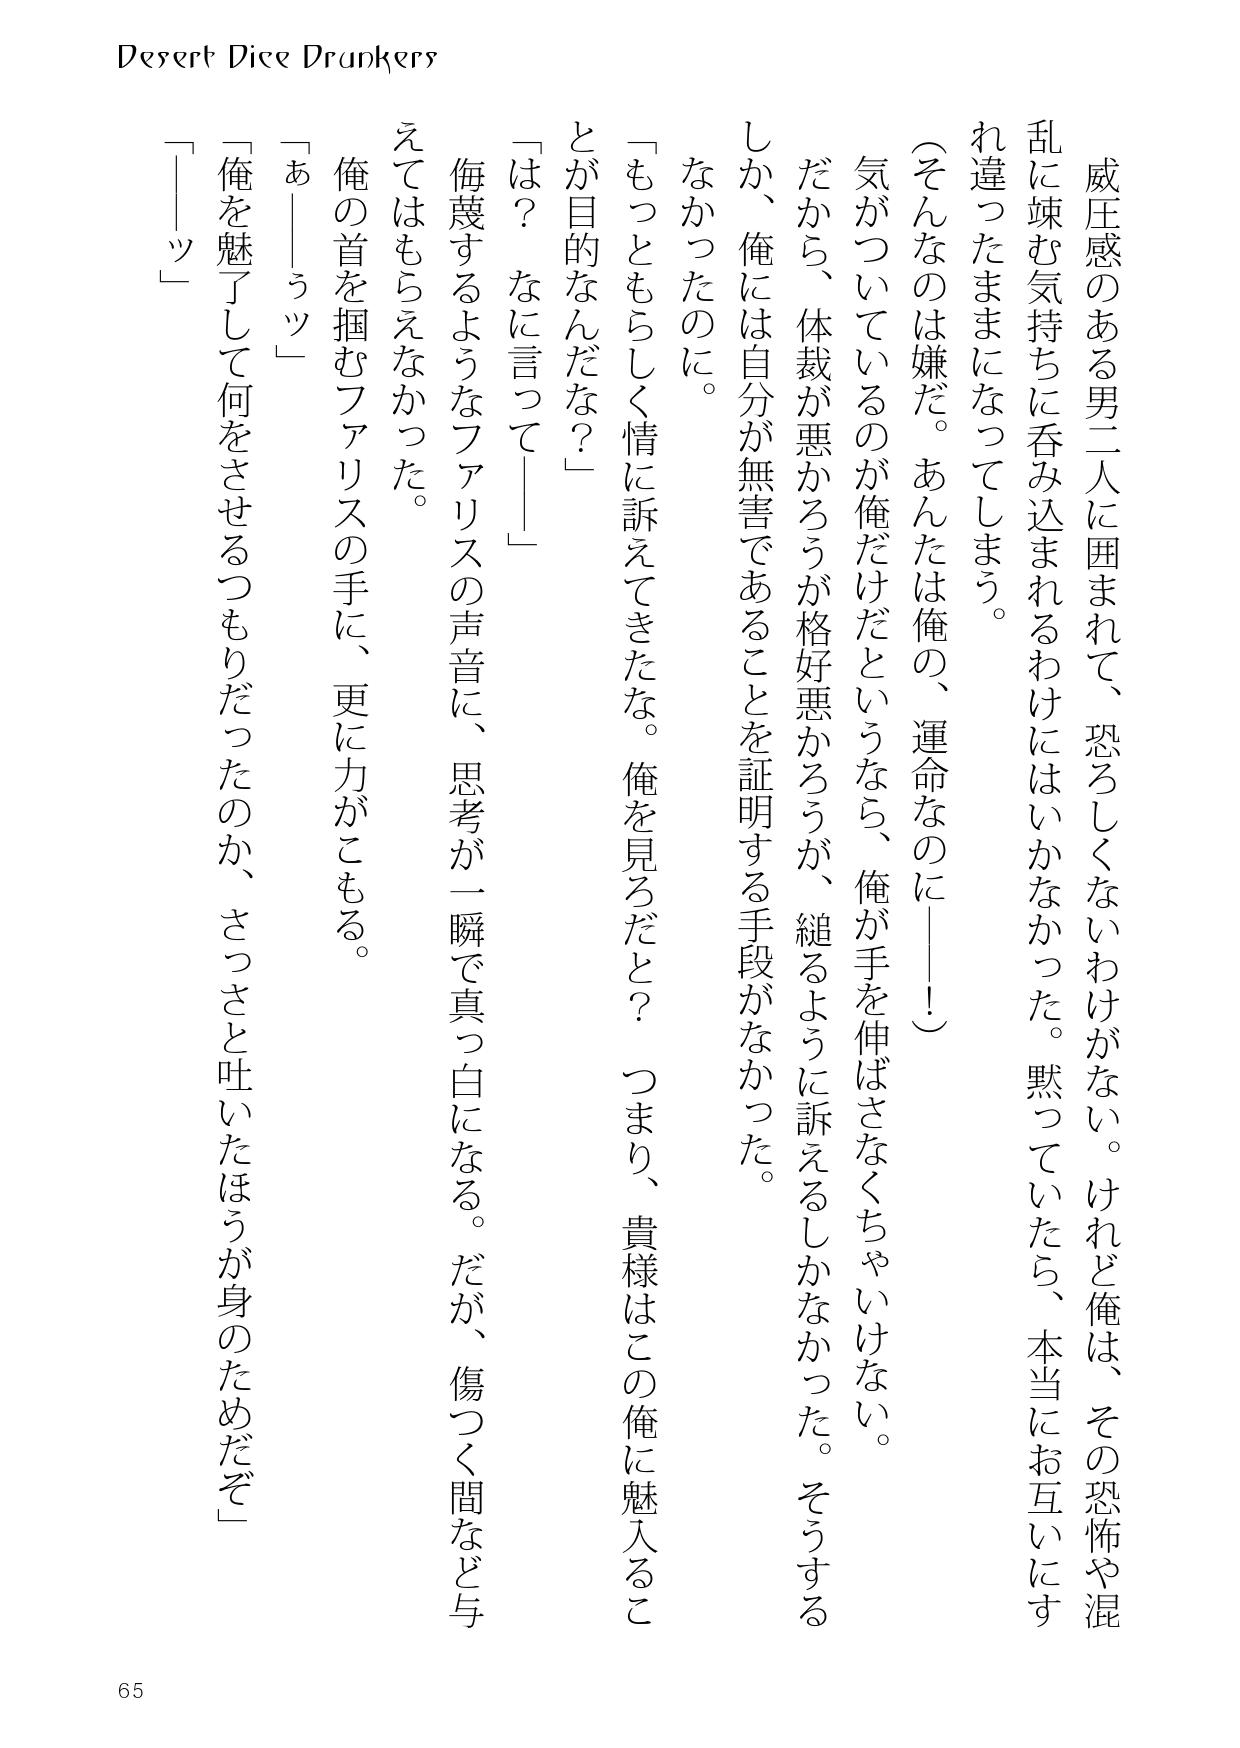 Desert Dice Drunkers
　威圧感のある男二人に囲まれて、恐ろしくないわけがない。けれど俺は、その恐怖や混
乱に竦む気持ちに呑み込まれるわけにはいかなかった。黙っていたら、本当にお互いにす
れ違ったままになってしまう。
（そんなのは嫌だ。あんたは俺の、運命なのに――！）
　気がついているのが俺だけだというなら、俺が手を伸ばさなくちゃいけない。
　だから、体裁が悪かろうが格好悪かろうが、縋るように訴えるしかなかった。そうする
しか、俺には自分が無害であることを証明する手段がなかった。
　なかったのに。
「もっともらしく情に訴えてきたな。俺を見ろだと？　つまり、貴様はこの俺に魅入るこ
とが目的なんだな？」
「は？　なに言って――」
　侮蔑するようなファリスの声音に、思考が一瞬で真っ白になる。だが、傷つく間など与
えてはもらえなかった。
　俺の首を掴むファリスの手に、更に力がこもる。
「あ――ぅッ」
「俺を魅了して何をさせるつもりだったのか、さっさと吐いたほうが身のためだぞ」
「――ッ」
65